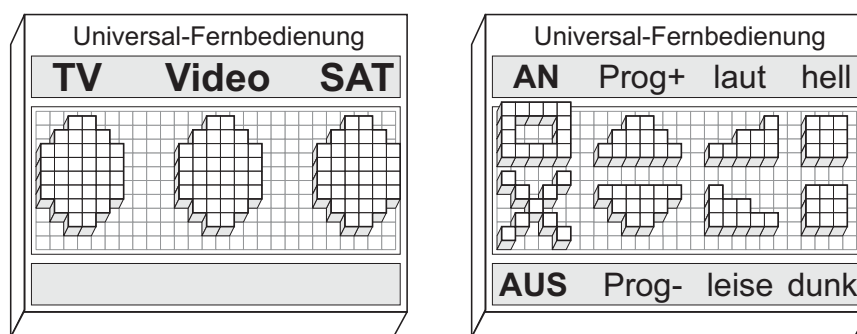 Universal-Fernbedienung
TV Video SAT
Universal-Fernbedienung
AN Prog+ laut hell
AUS Prog- leise dunk